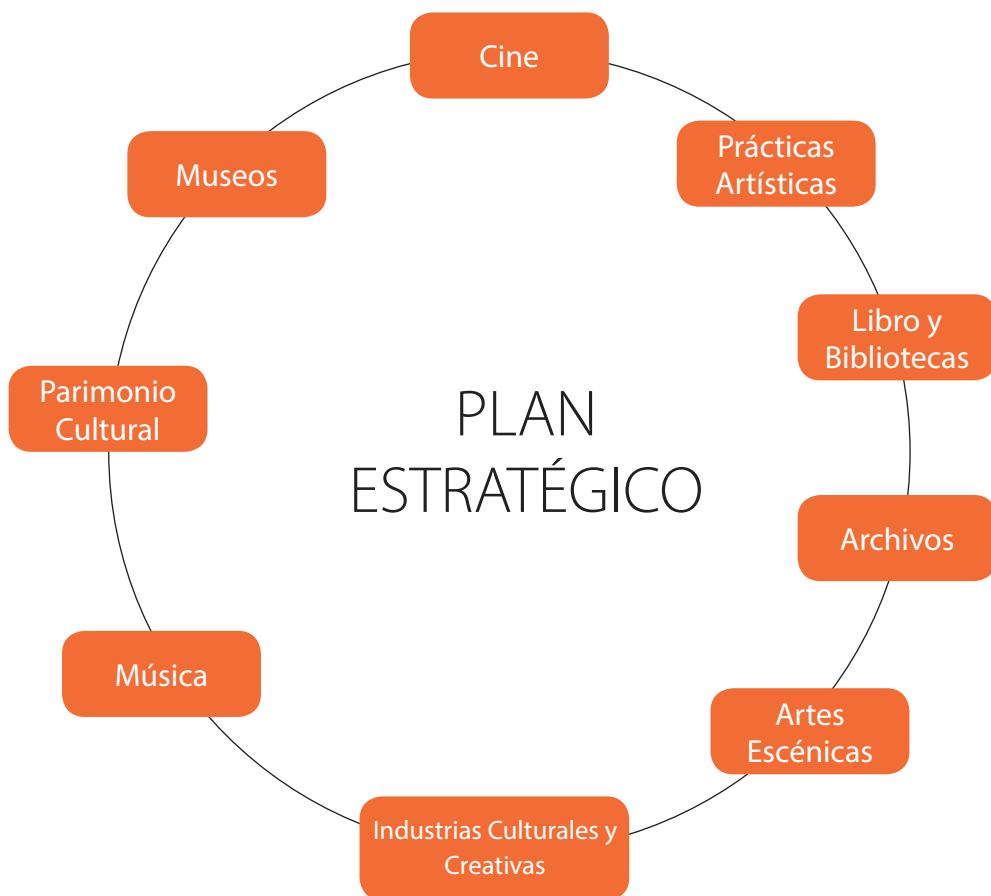 Cine
Prácticas
Artísticas
Libro y
Bibliotecas
Archivos
Artes
Escénicas
Industrias Culturales y
Creativas
Música
Parimonio
Cultural
Museos
PLAN
ESTRATÉGICO